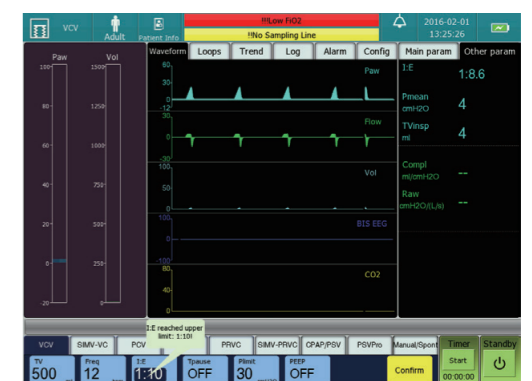 VCV
Adult
Patient Info
!!!Low FiO2
!!No Sampling Line
2016-02-01
13:25:26
Waveform Loops Trend Log Alarm Config Main param Other param
Paw Vol
100 1500
80 1250
60 1000
40 750
20 500
0 250
-20 0
60
30
-12
Paw
30
0
-30
Flow
100
50
0
Vol
100
0
-100
BIS EEG
80
40
0
CO2
I:E
1:8.6
Pmean
cmH2O
4
TVinsp
ml
4
Compl
ml/cmH2O
--
Raw
cmH2O/(L/s)
--
I:E reached upper
limit: 1:10!
VCV SIMV-VC PCV PRVC SIMV-PRVC CPAP/PSV PSVPro Manual/Spont Timer Standby
TV Freq I:E Tpause Plimit PEEP
500 12 1:10 OFF 30 OFF
Confirm
Start
00:00:00